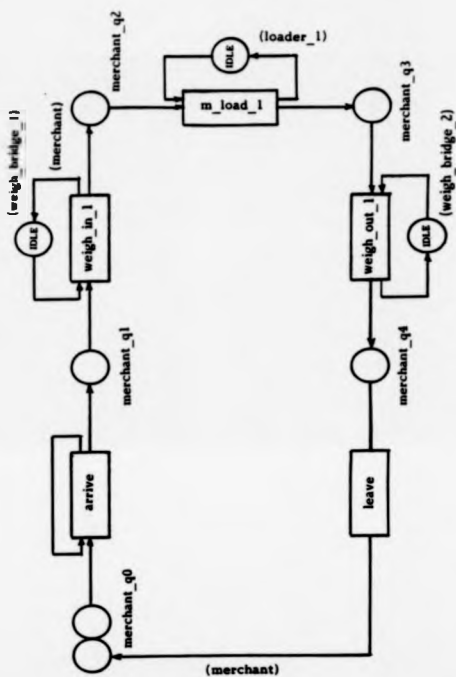 merchant_q2
(loader_1)
IDLE
m_load_1
merchant_q3
(weigh_bridge_1)
(merchant)
IDLE
weigh_in_1
weigh_out_1
IDLE
(weigh_bridge_2)
merchant_q1
merchant_q4
arrive
leave
merchant_q0
(merchant)